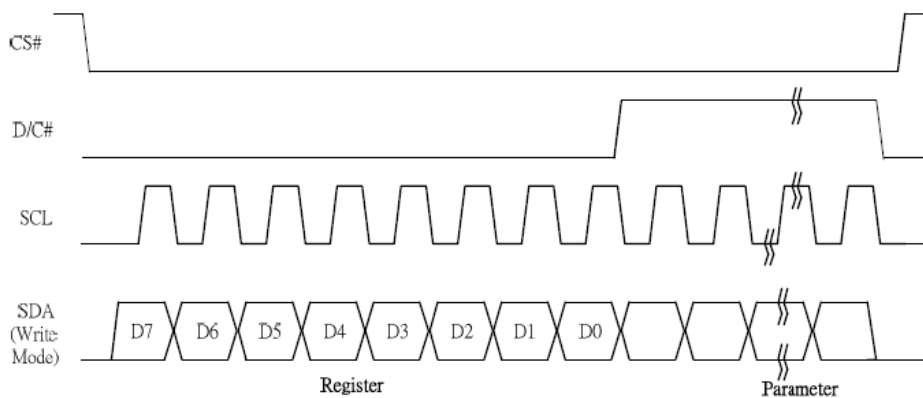 CS#
D/C#
SCL
SDA
(Write
Mode)
D7 D6 D5 D4 D3 D2 D1 D0
Register Parameter